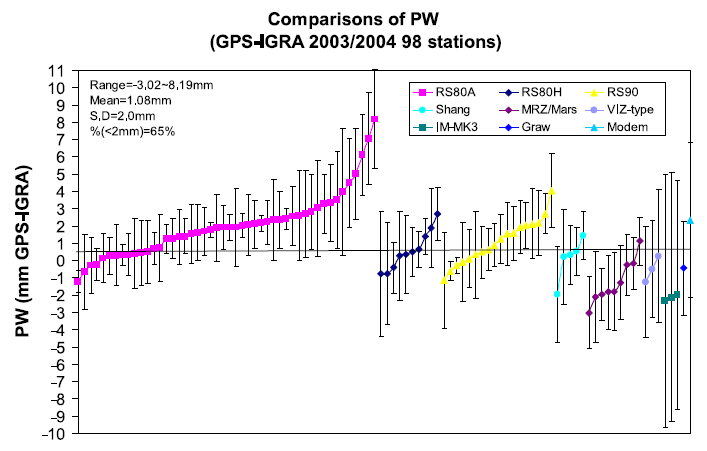 Comparisons of PW
(GPS-IGRA 2003/2004 98 stations)
Range=-3,02~8,19mm
Mean=1.08mm
S,D=2,0mm
%(<2mm)=65%
RS80A RS80H RS90
Shang MRZ/Mars VIZ-type
IM-MK3 Graw Modem
PW (mm GPS-IGRA)
11
10
9
8
7
6
5
4
3
2
1
0
-1
-2
-3
-4
-5
-6
-7
-8
-9
-10